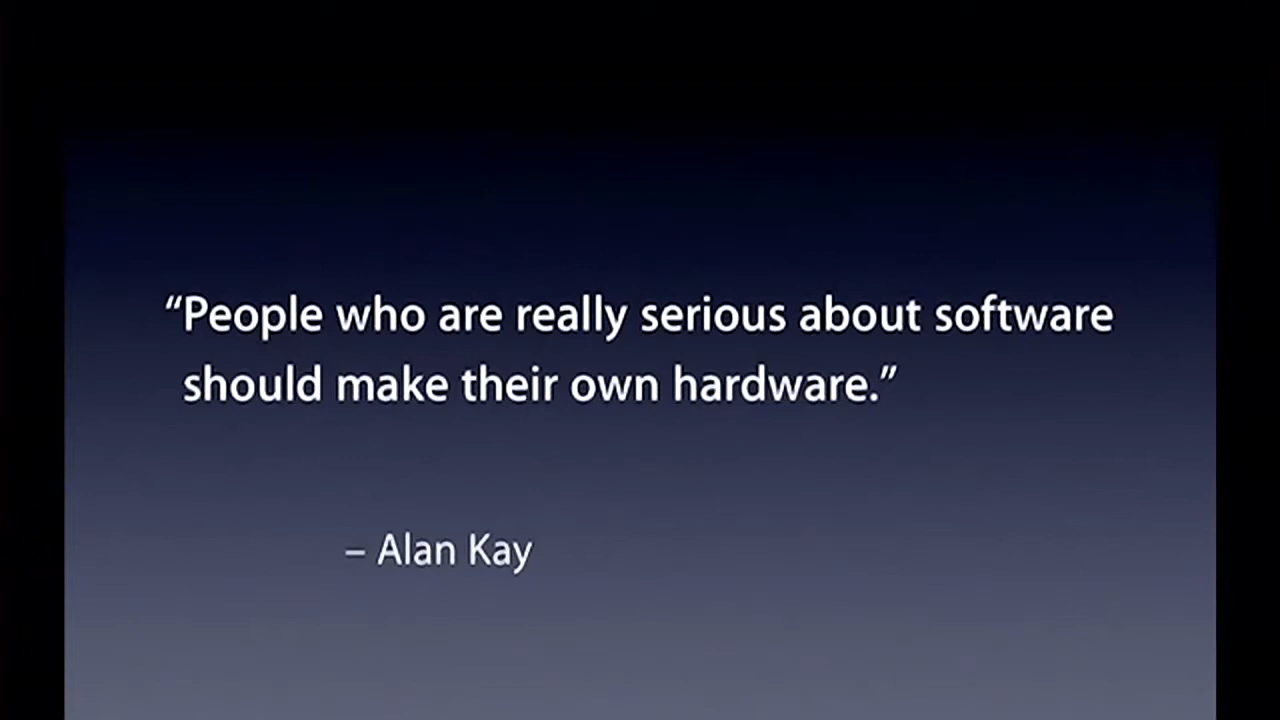 “People who are really serious about software
should make their own hardware.”
– Alan Kay